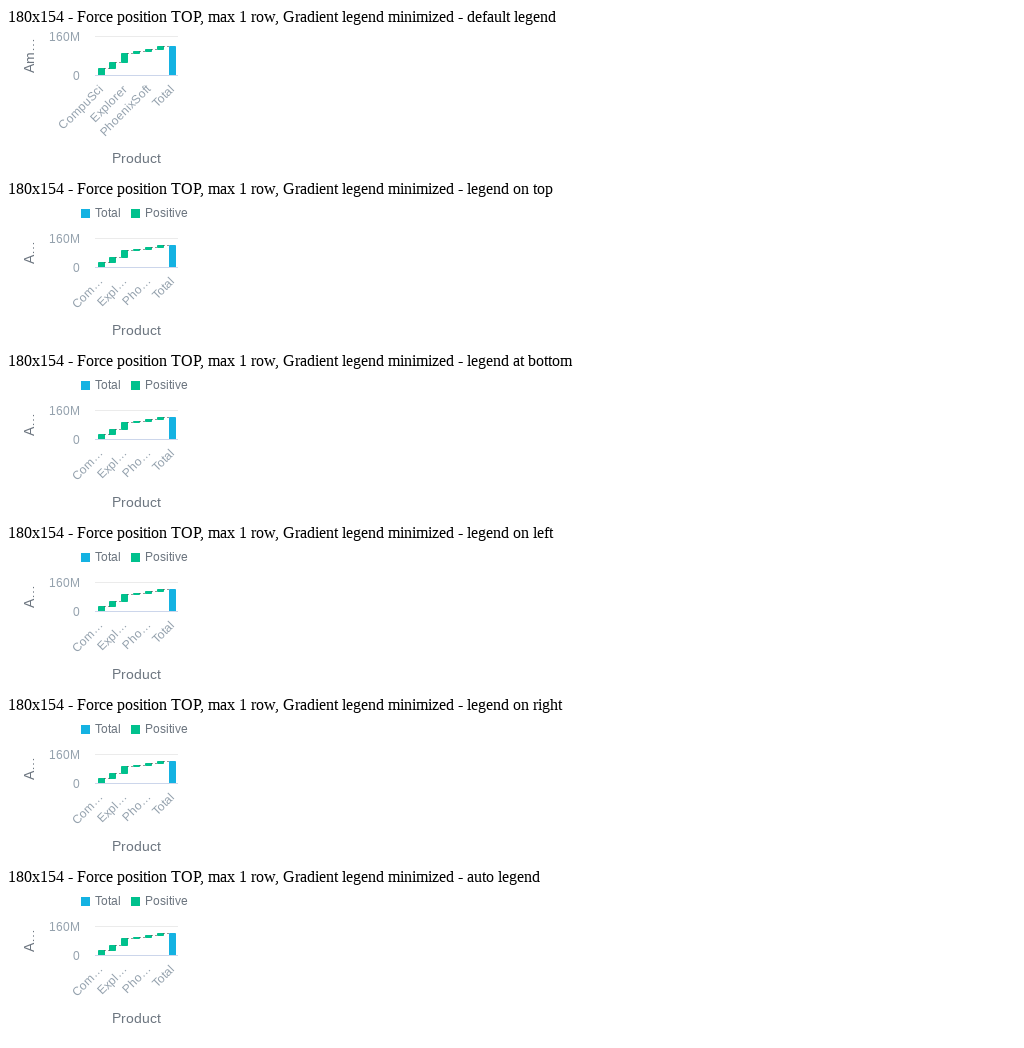 180x154 - Force position TOP, max 1 row, Gradient legend minimized - default legend
160M
0
Am…
CompuSci
Explorer
PhoenixSoft
Total
Product
180x154 - Force position TOP, max 1 row, Gradient legend minimized - legend on top
Total Positive
160M
0
A…
Com…
Expl…
Pho…
Total
Product
180x154 - Force position TOP, max 1 row, Gradient legend minimized - legend at bottom
Total Positive
160M
0
A…
Com…
Expl…
Pho…
Total
Product
180x154 - Force position TOP, max 1 row, Gradient legend minimized - legend on left
Total Positive
160M
0
A…
Com…
Expl…
Pho…
Total
Product
180x154 - Force position TOP, max 1 row, Gradient legend minimized - legend on right
Total Positive
160M
0
A…
Com…
Expl…
Pho…
Total
Product
180x154 - Force position TOP, max 1 row, Gradient legend minimized - auto legend
Total Positive
160M
0
A…
Com…
Expl…
Pho…
Total
Product